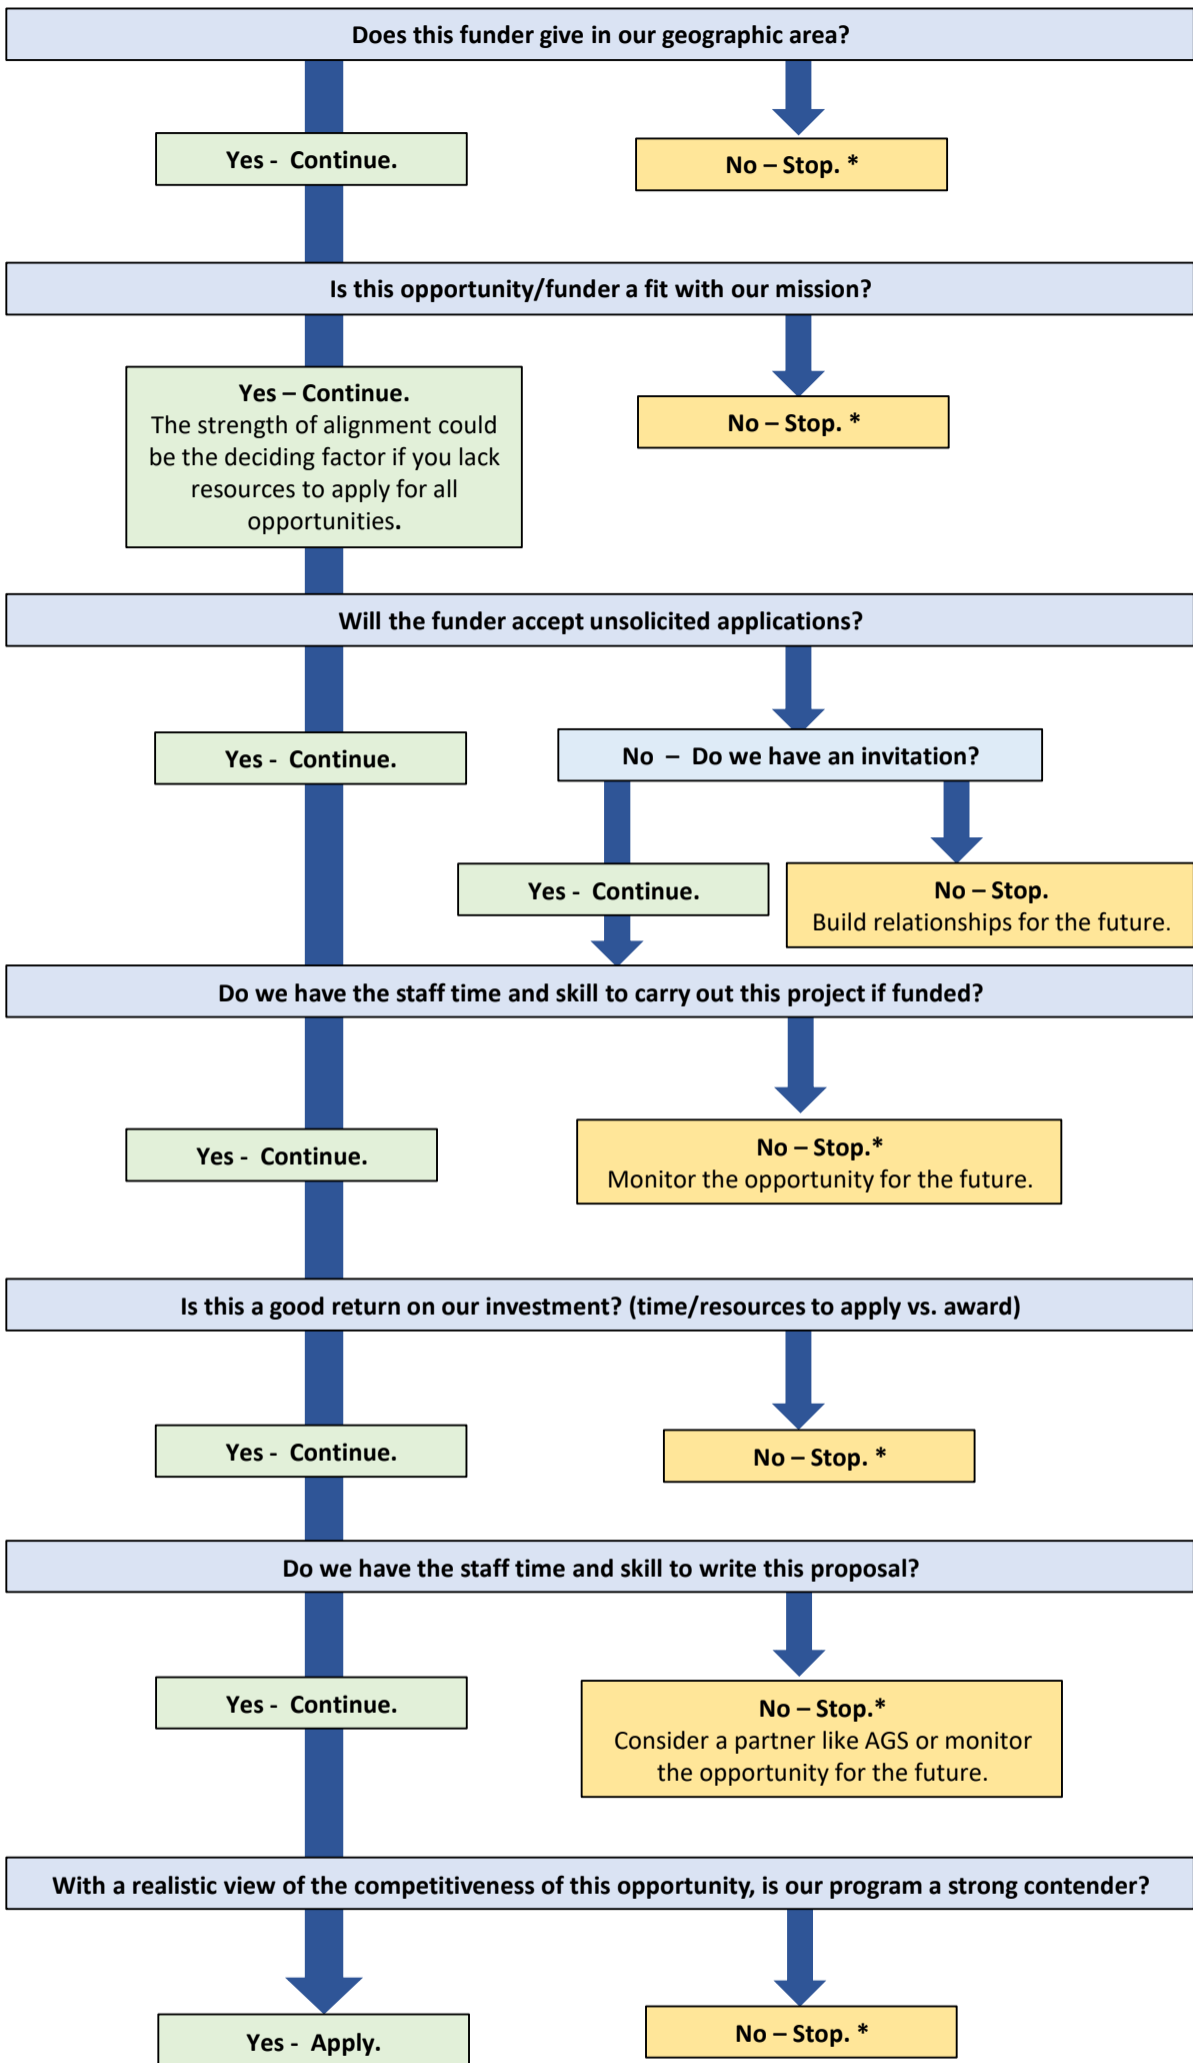 Does this funder give in our geographic area?
Yes - Continue.
No – Stop. *
Is this opportunity/funder a fit with our mission?
Yes – Continue.
The strength of alignment could
be the deciding factor if you lack
resources to apply for all
opportunities.
No – Stop. *
Will the funder accept unsolicited applications?
Yes - Continue.
No – Do we have an invitation?
Yes - Continue.
No – Stop.
Build relationships for the future.
Do we have the staff time and skill to carry out this project if funded?
Yes - Continue.
No – Stop.*
Monitor the opportunity for the future.
Is this a good return on our investment? (time/resources to apply vs. award)
Yes - Continue.
No – Stop. *
Do we have the staff time and skill to write this proposal?
Yes - Continue.
No – Stop.*
Consider a partner like AGS or monitor
the opportunity for the future.
With a realistic view of the competitiveness of this opportunity, is our program a strong contender?
Yes - Apply.
No – Stop. *